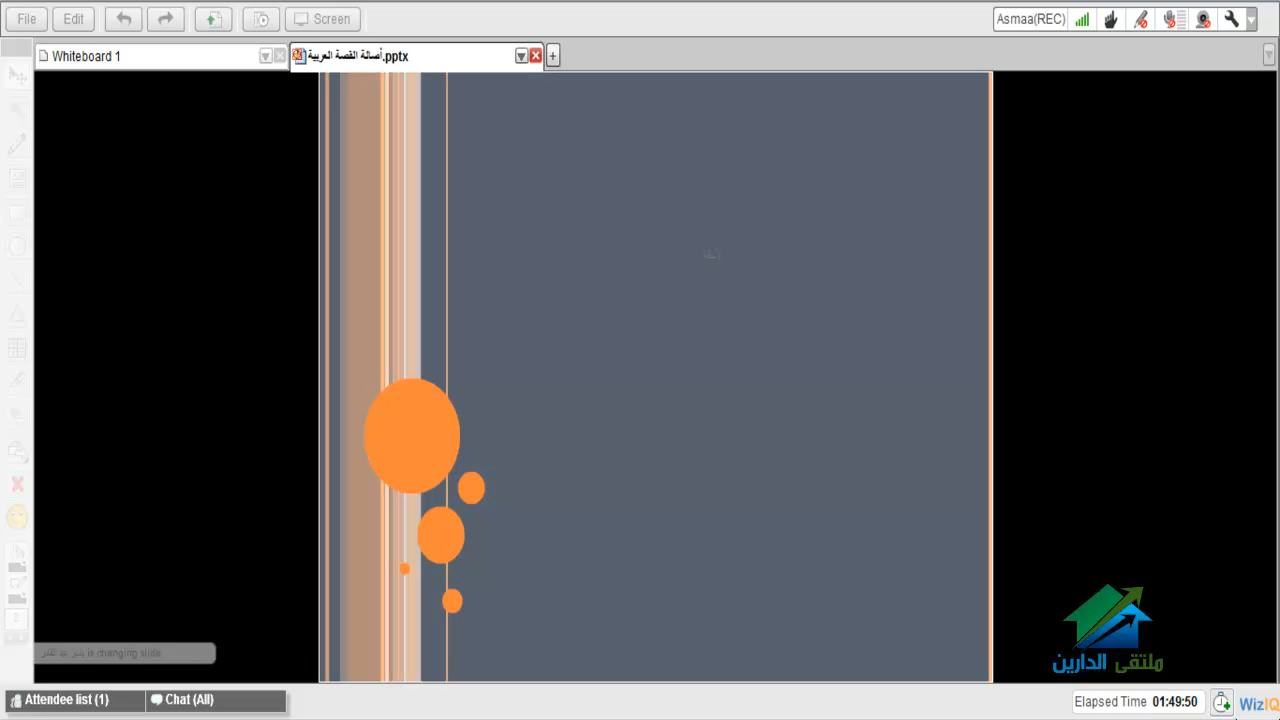 File
Edit
Screen
Asmaa(REC)
Whiteboard 1
أصالة القصة العربية.pptx
is changing slide
ملتقى الدارين
Attendee list (1)
Chat (All)
Elapsed Time 01:49:50
WizIQ